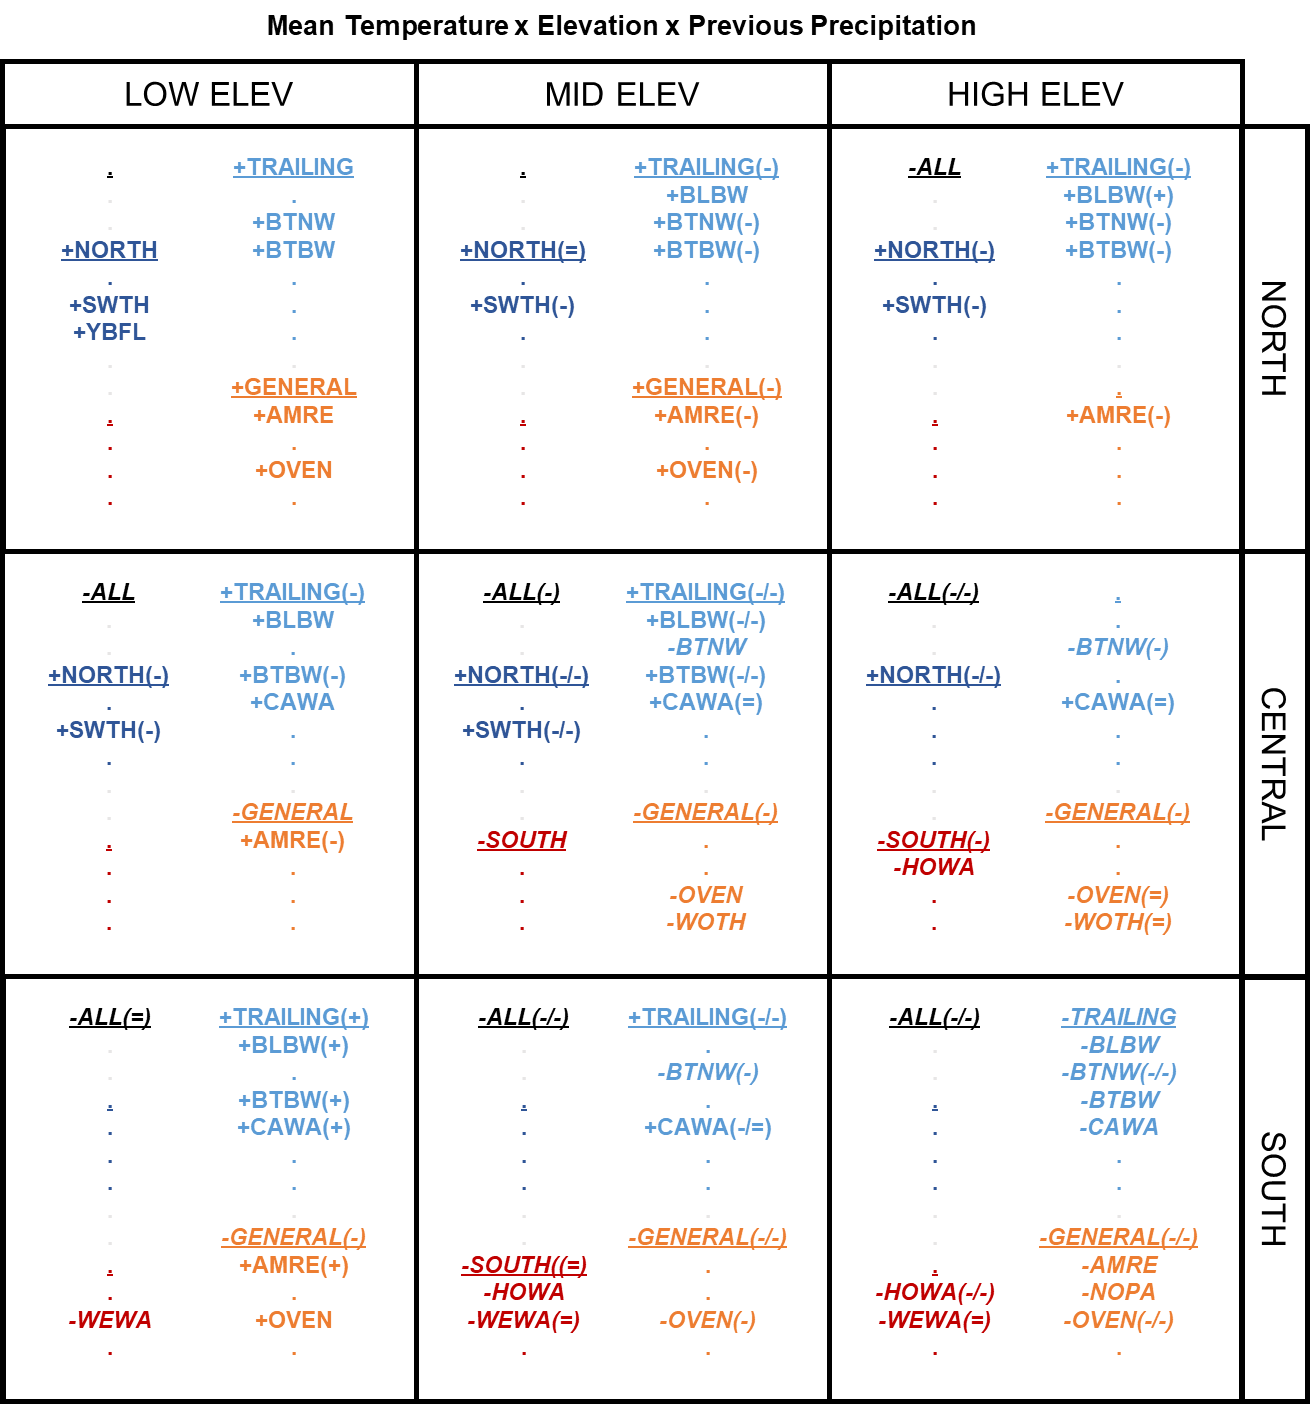 Mean Temperature x Elevation x Previous Precipitation
LOW ELEV MID ELEV HIGH ELEV
NORTH
. +TRAILING
.
. +BTNW
+NORTH +BTBW
. .
+SWTH .
+YBFL .
. .
. +GENERAL
. +AMRE
. .
. +OVEN
. .
. +TRAILING(-)
. +BLBW
. +BTNW(-)
+NORTH(=) +BTBW(-)
. .
+SWTH(-) .
. .
. .
. +GENERAL(-)
. +AMRE(-)
. .
. +OVEN(-)
. .
-ALL +TRAILING(-)
. +BLBW(+)
. +BTNW(-)
+NORTH(-) +BTBW(-)
. .
+SWTH(-) .
. .
. .
. .
. +AMRE(-)
. .
. .
. .
CENTRAL
-ALL +TRAILING(-)
. +BLBW
. .
+NORTH(-) +BTBW(-)
. +CAWA
+SWTH(-) .
. .
. .
. -GENERAL
. +AMRE(-)
. .
. .
. .
-ALL(-) +TRAILING(-/-)
. +BLBW(-/-)
. -BTNW
+NORTH(-/-) +BTBW(-/-)
. +CAWA(=)
+SWTH(-/-) .
. .
. .
. -GENERAL(-)
-SOUTH .
. .
. -OVEN
. -WOTH
-ALL(-/-) .
. .
. -BTNW(-)
+NORTH(-/-) .
. +CAWA(=)
. .
. .
. .
. -GENERAL(-)
-SOUTH(-) .
-HOWA .
. -OVEN(=)
. -WOTH(=)
SOUTH
-ALL(=) +TRAILING(+)
. +BLBW(+)
. .
. +BTBW(+)
. +CAWA(+)
. .
. .
. .
. -GENERAL(-)
. +AMRE(+)
. .
-WEWA +OVEN
. .
-ALL(-/-) +TRAILING(-/-)
. .
. -BTNW(-)
. .
. +CAWA(-/=)
. .
. .
. .
. -GENERAL(-/-)
-SOUTH((=) .
-HOWA .
-WEWA(=) -OVEN(-)
. .
-ALL(-/-) -TRAILING
. -BLBW
. -BTNW(-/-)
. -BTBW
. -CAWA
. .
. .
. .
. -GENERAL(-/-)
. -AMRE
-HOWA(-/-) -NOPA
-WEWA(=) -OVEN(-/-)
. .